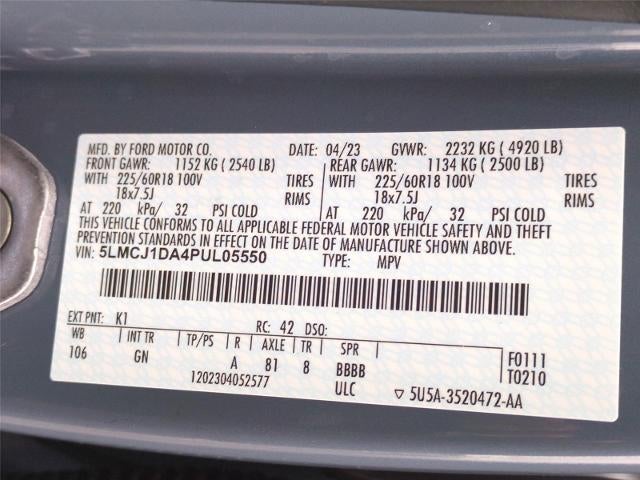 MFD. BY FORD MOTOR CO. DATE: 04/23 GVWR: 2232 KG ( 4920 LB)
FRONT GAWR: 1152 KG ( 2540 LB) REAR GAWR: 1134 KG ( 2500 LB)
WITH 225/60R18 100V TIRES WITH 225/60R18 100V TIRES
18x7.5J RIMS 18x7.5J RIMS
AT 220 kPa/ 32 PSI COLD AT 220 kPa/ 32 PSI COLD
THIS VEHICLE CONFORMS TO ALL APPLICABLE FEDERAL MOTOR VEHICLE SAFETY AND THEFT
PREVENTION STANDARDS IN EFFECT ON THE DATE OF MANUFACTURE SHOWN ABOVE.
VIN: 5LMCJ1DA4PUL05550 TYPE: MPV
EXT PNT: K1 RC: 42 DSO:
WB INT TR TP/PS R AXLE TR SPR F0111
106 GN A 81 8 BBBB T0210
1202304052577 ULC ▽ 5U5A-3520472-AA